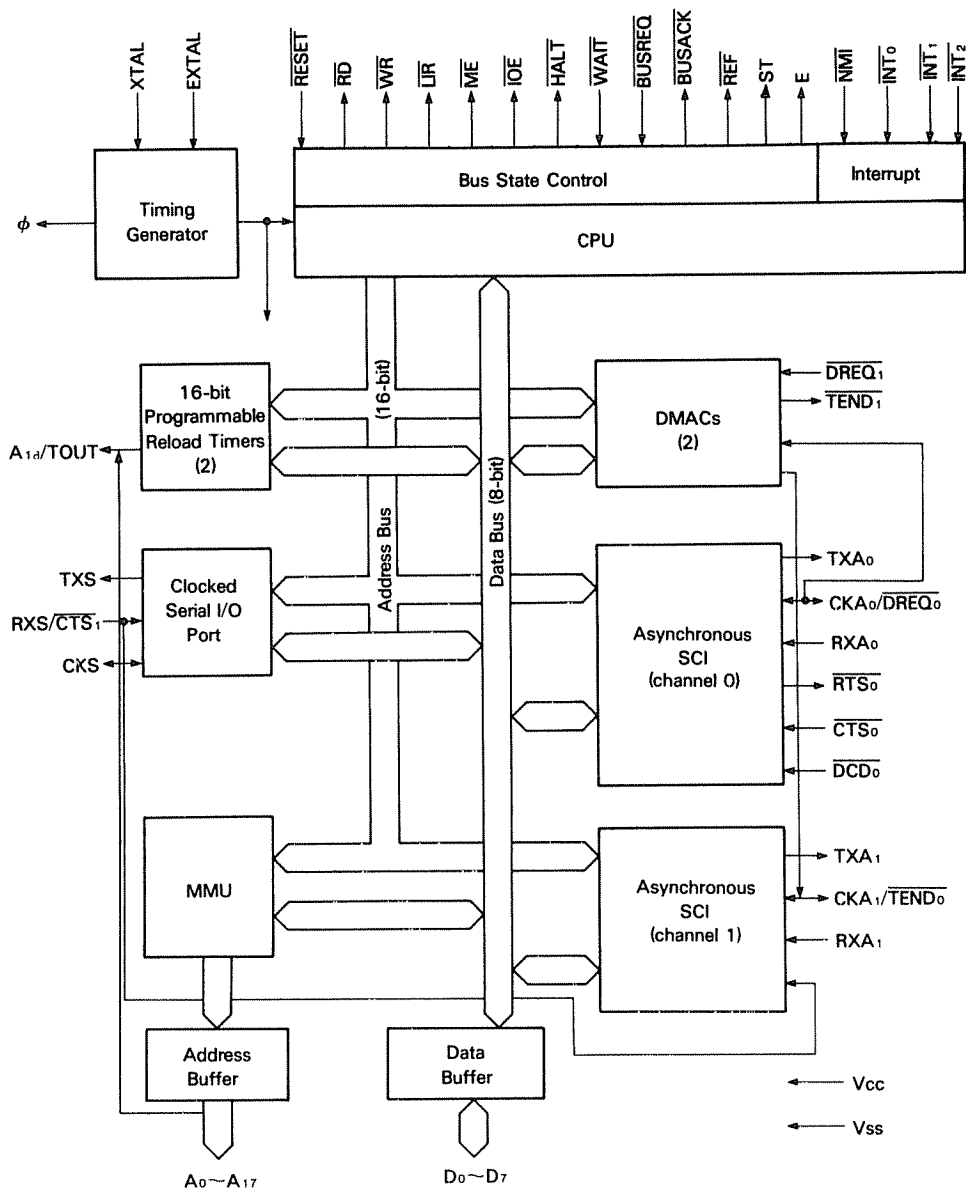 XTAL
EXTAL
RESET
RD
WR
LIR
ME
IOE
HALT
WAIT
BUSREQ
BUSACK
REF
ST
E
NMI
INT₀
INT₁
INT₂
Timing
Generator
ϕ
Bus State Control
Interrupt
CPU
16-bit
Programmable
Reload Timers
(2)
A₁₈/TOUT
(16-bit)
Address Bus
Data Bus (8-bit)
DMACs
(2)
DREQ₁
TEND₁
TXS
RXS/CTS₁
CKS
Clocked
Serial I/O
Port
Asynchronous
SCI
(channel 0)
TXA₀
CKA₀/DREQ₀
RXA₀
RTS₀
CTS₀
DCD₀
MMU
Asynchronous
SCI
(channel 1)
TXA₁
CKA₁/TEND₀
RXA₁
Address
Buffer
Data
Buffer
Vcc
Vss
A₀~A₁₇
D₀~D₇